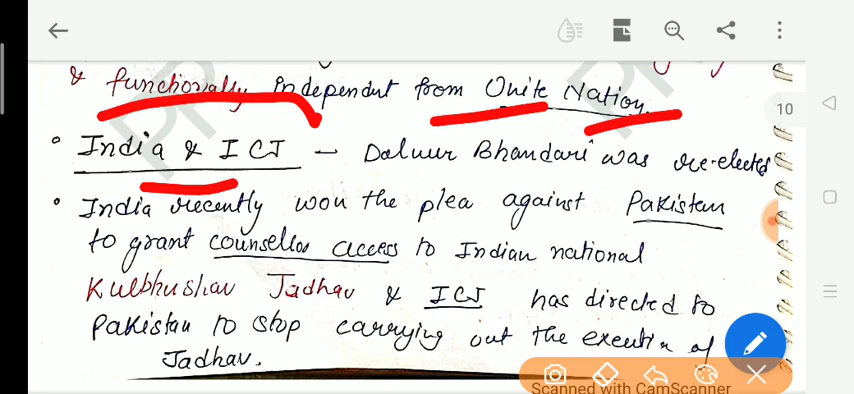 & functionally independent from Unite Nation.
10
India & ICJ – Dalveer Bhandari was re-elected
India recently won the plea against Pakistan
to grant counsellor access to Indian national
Kulbhushav Jadhav & ICJ has directed to
Pakistan to stop carrying out the execution of
Jadhav.
Scanned with CamScanner